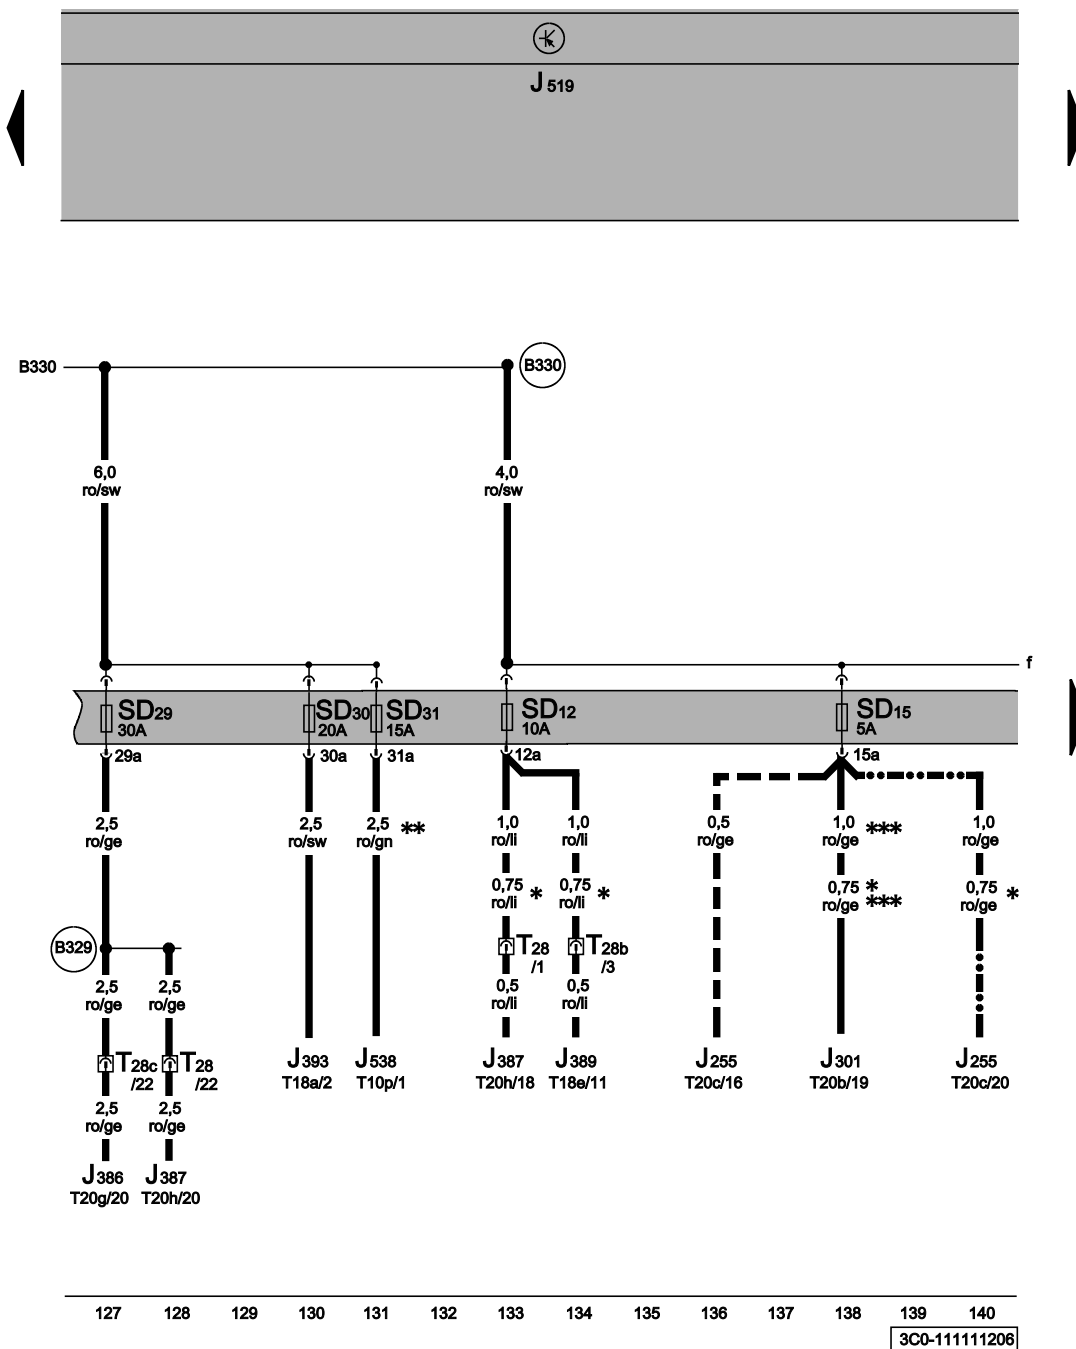 J 519
B330
B330
6,0
ro/sw
4,0
ro/sw
f
SD29
30A
SD30
20A
SD31
15A
SD12
10A
SD15
5A
29a
30a
31a
12a
15a
2,5
ro/ge
2,5
ro/sw
2,5
ro/gn
**
1,0
ro/li
1,0
ro/li
0,5
ro/ge
1,0
ro/ge
***
1,0
ro/ge
0,75
ro/li
*
0,75
ro/li
*
0,75
ro/ge
*
***
0,75
ro/ge
*
B329
T28
/1
T28b
/3
2,5
ro/ge
2,5
ro/ge
0,5
ro/li
0,5
ro/li
T28c
/22
T28
/22
J393
T18a/2
J538
T10p/1
J387
T20h/18
J389
T18e/11
J255
T20c/16
J301
T20b/19
J255
T20c/20
2,5
ro/ge
2,5
ro/ge
J386
T20g/20
J387
T20h/20
127 128 129 130 131 132 133 134 135 136 137 138 139 140
3C0-111111206